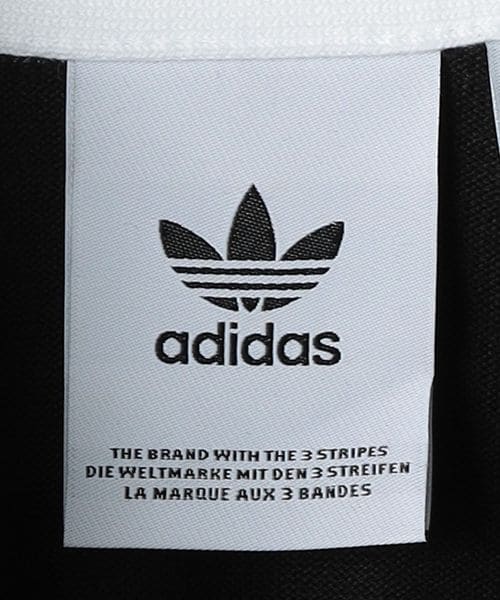 adidas
THE BRAND WITH THE 3 STRIPES
DIE WELTMARKE MIT DEN 3 STREIFEN
LA MARQUE AUX 3 BANDES